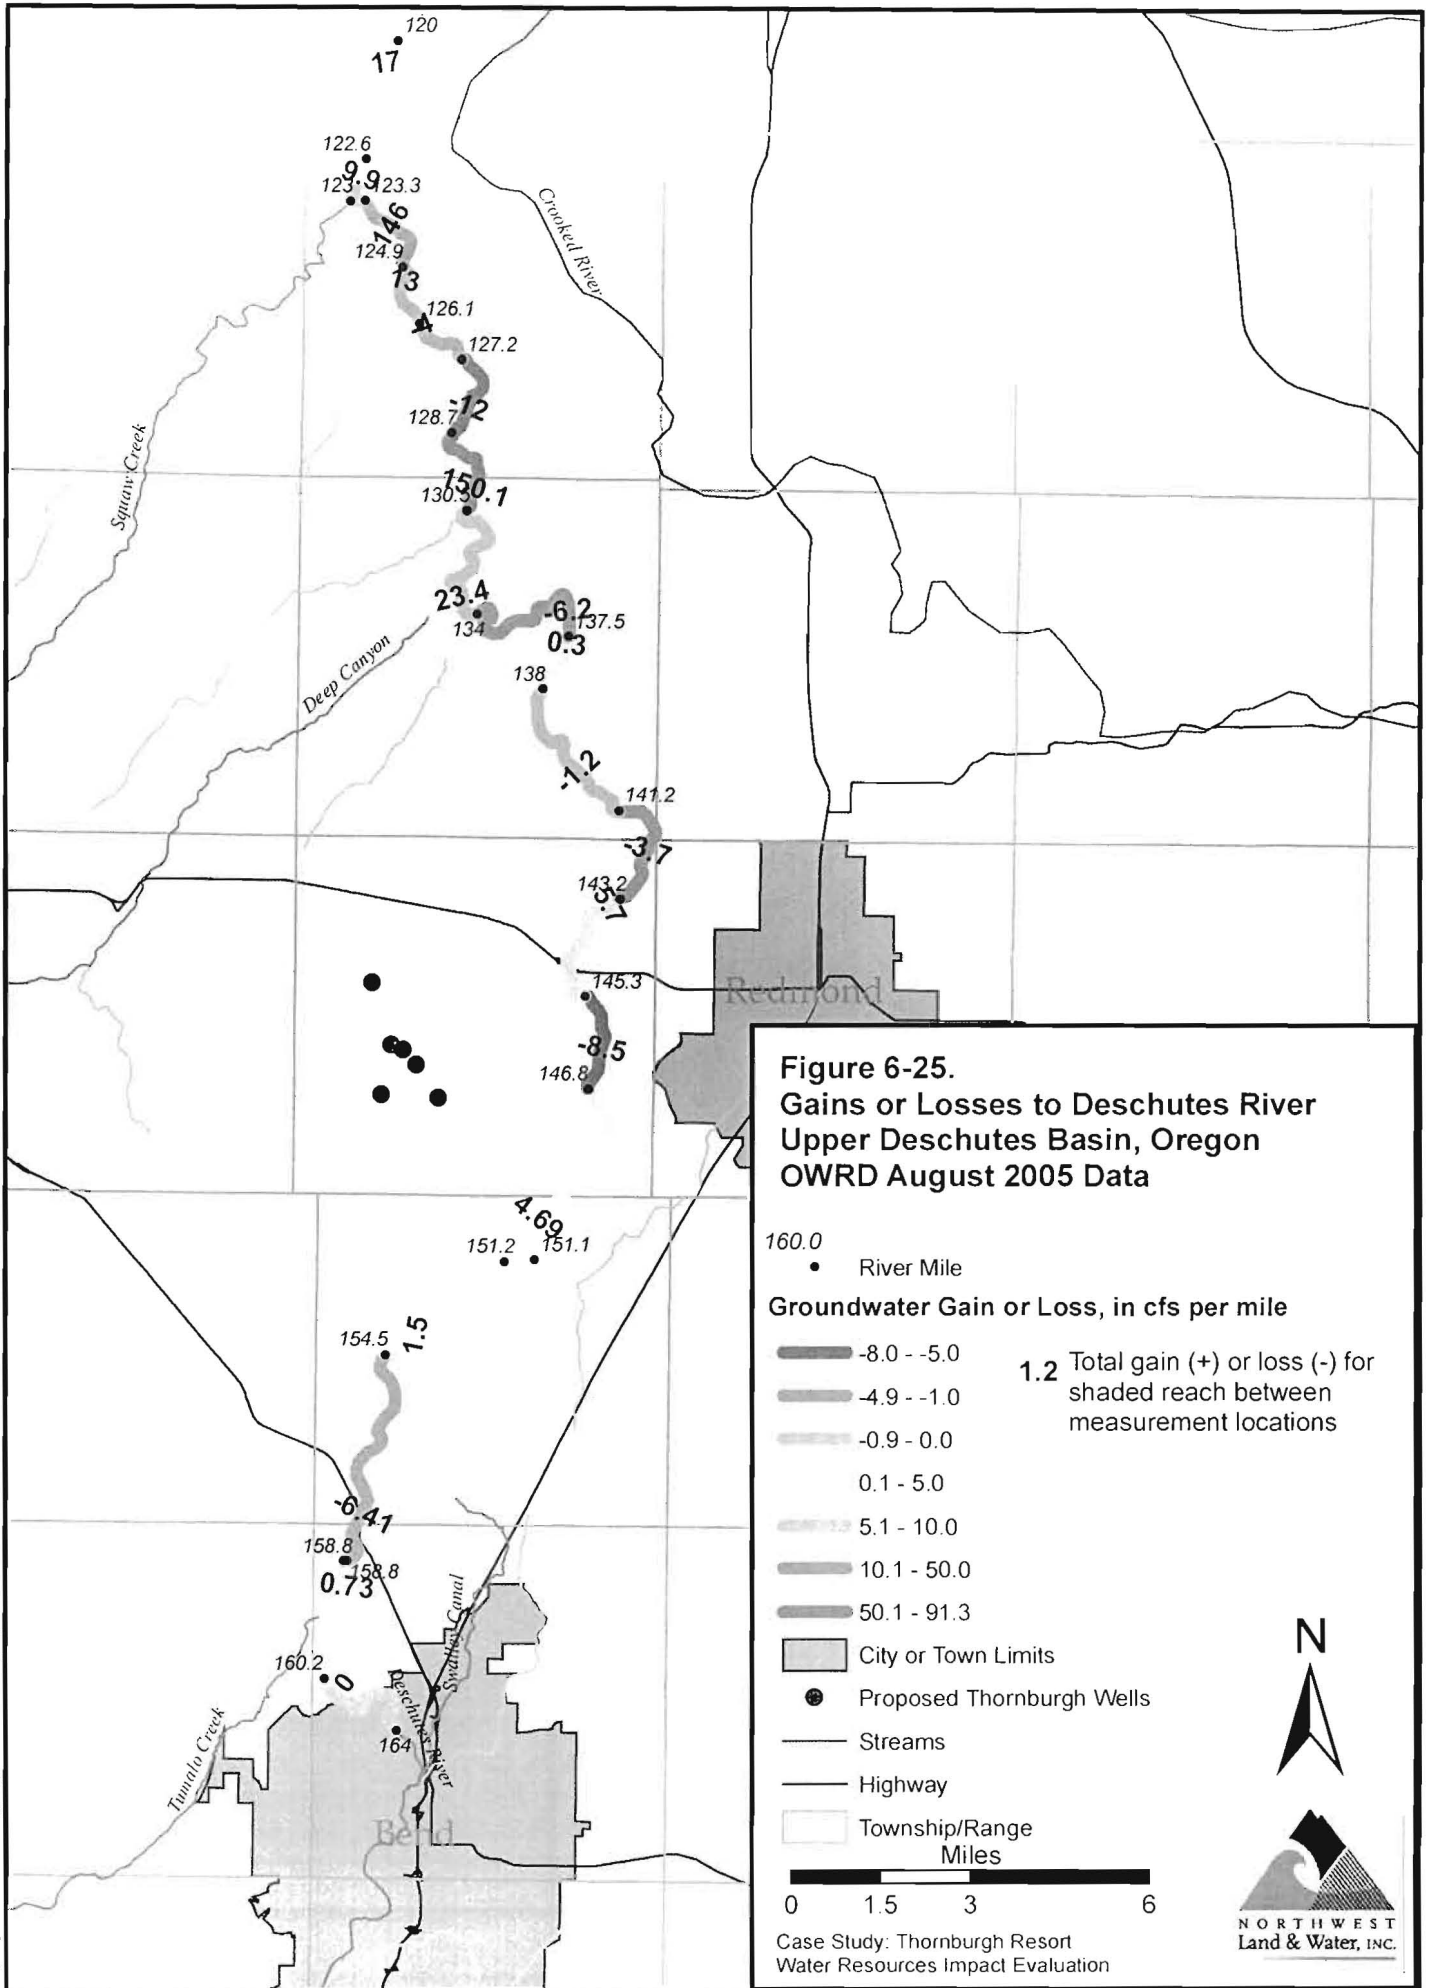 120
17
122.6
9.9
123
123.3
146
124.9
13
126.1
127.2
-12
128.7
150.1
Crooked River
Squaw Creek
23.4
134
-6.2
137.5
0.3
Deep Canyon
138
-1.2
141.2
-3.7
143.2
5.7
145.3
Redmond
-8.5
146.8
4.69
151.2
151.1
154.5
1.5
-6.41
158.8
158.8
0.73
Swalley Canal
160.2
0
Deschutes River
164
Tumalo Creek
Bend
Figure 6-25.
Gains or Losses to Deschutes River
Upper Deschutes Basin, Oregon
OWRD August 2005 Data
160.0
River Mile
Groundwater Gain or Loss, in cfs per mile
-8.0 - -5.0
-4.9 - -1.0
-0.9 - 0.0
0.1 - 5.0
5.1 - 10.0
10.1 - 50.0
50.1 - 91.3
1.2 Total gain (+) or loss (-) for
shaded reach between
measurement locations
City or Town Limits
Proposed Thornburgh Wells
Streams
Highway
Township/Range
Miles
0 1.5 3 6
N
Case Study: Thornburgh Resort
Water Resources Impact Evaluation
NORTHWEST
Land & Water, INC.